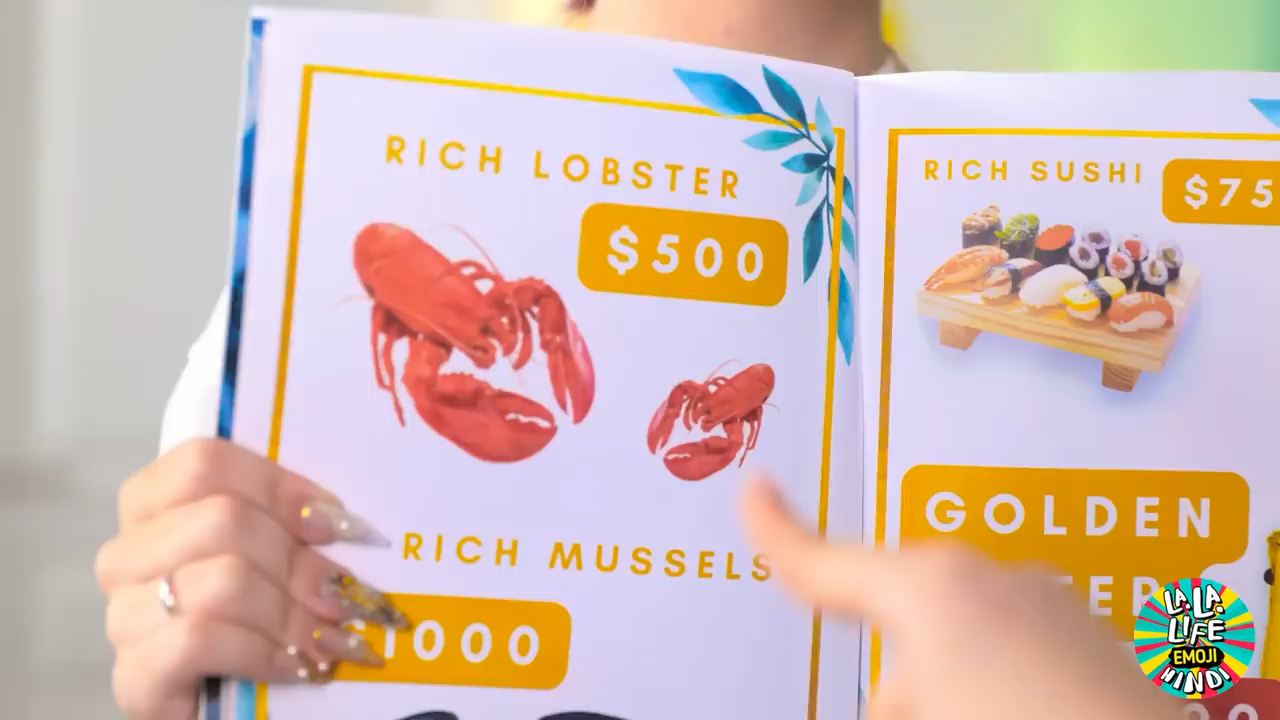 RICH LOBSTER
$500
RICH MUSSELS
1000
RICH SUSHI
$75
GOLDEN
LA LA
LIFE
EMOJI
HINDI